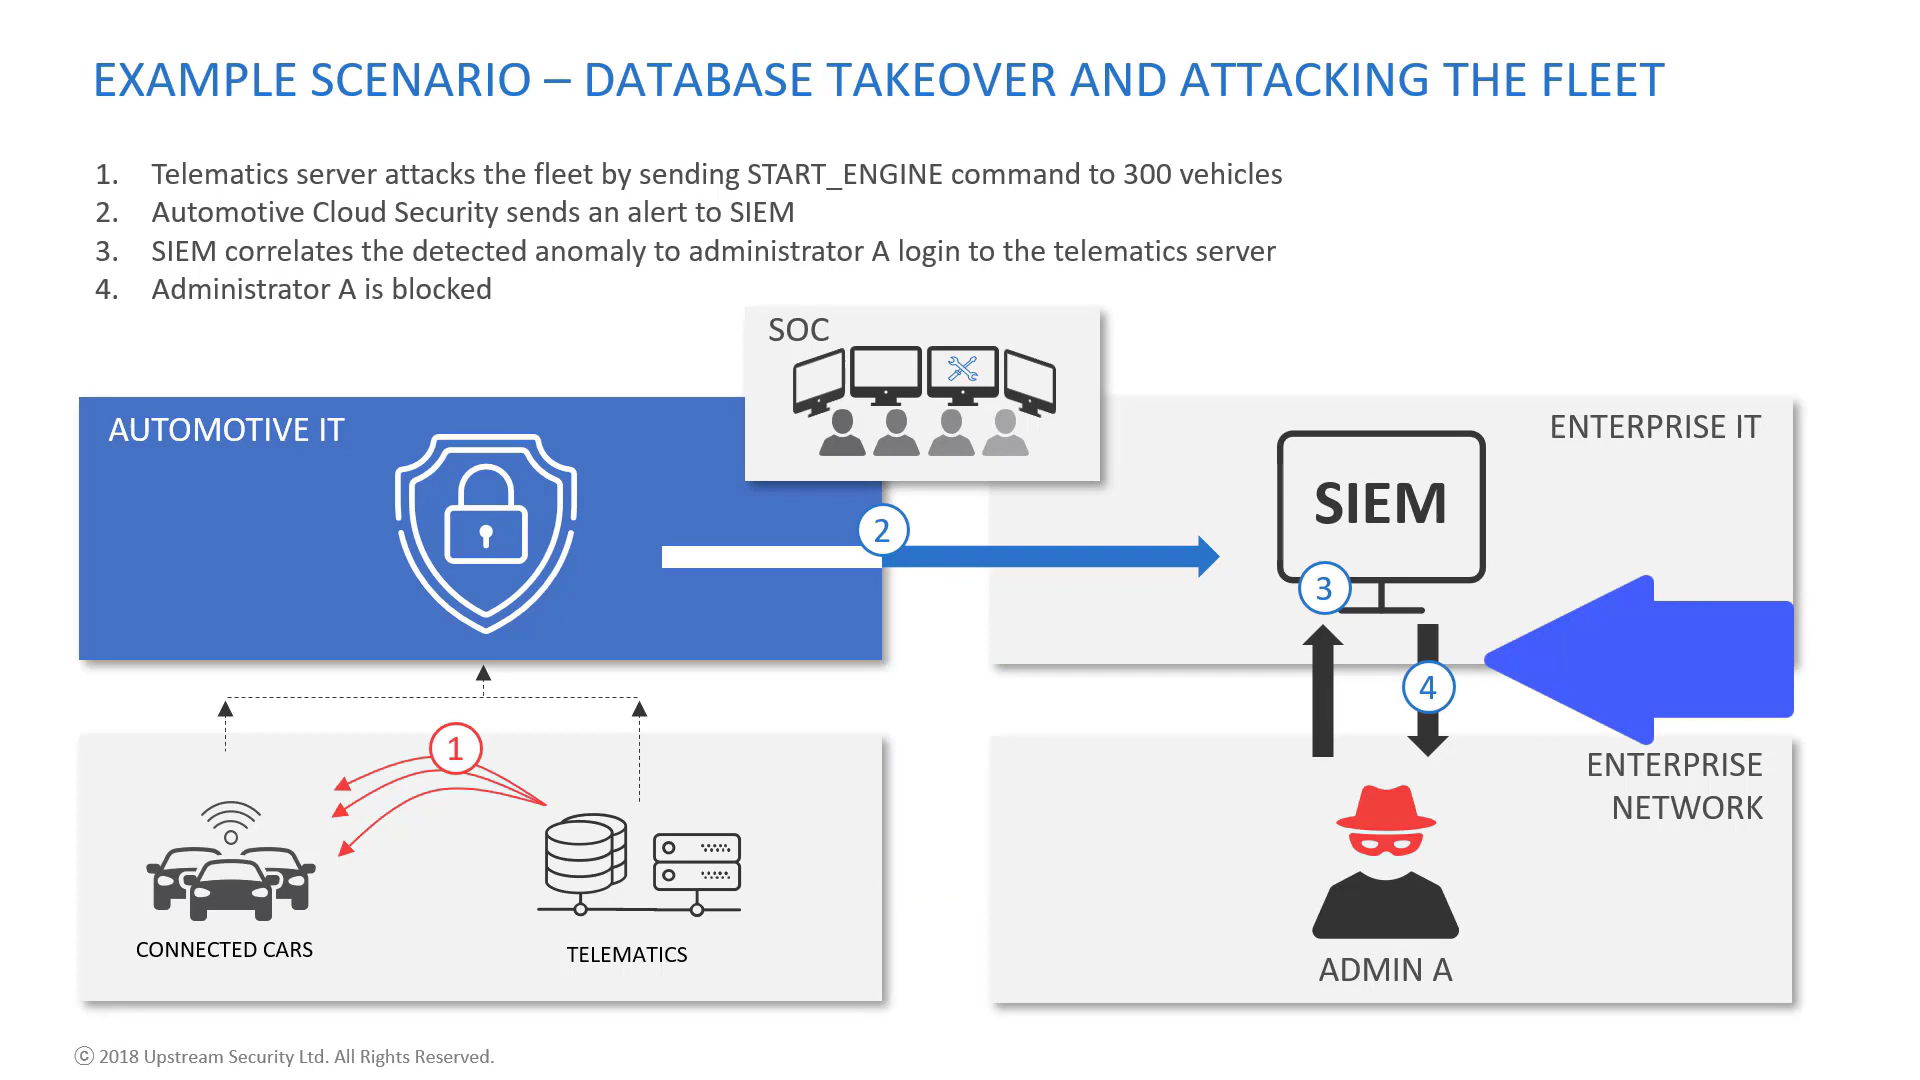 EXAMPLE SCENARIO – DATABASE TAKEOVER AND ATTACKING THE FLEET
1. Telematics server attacks the fleet by sending START_ENGINE command to 300 vehicles
2. Automotive Cloud Security sends an alert to SIEM
3. SIEM correlates the detected anomaly to administrator A login to the telematics server
4. Administrator A is blocked
SOC
AUTOMOTIVE IT
ENTERPRISE IT
SIEM
2
3
4
1
ENTERPRISE
NETWORK
CONNECTED CARS
TELEMATICS
ADMIN A
© 2018 Upstream Security Ltd. All Rights Reserved.